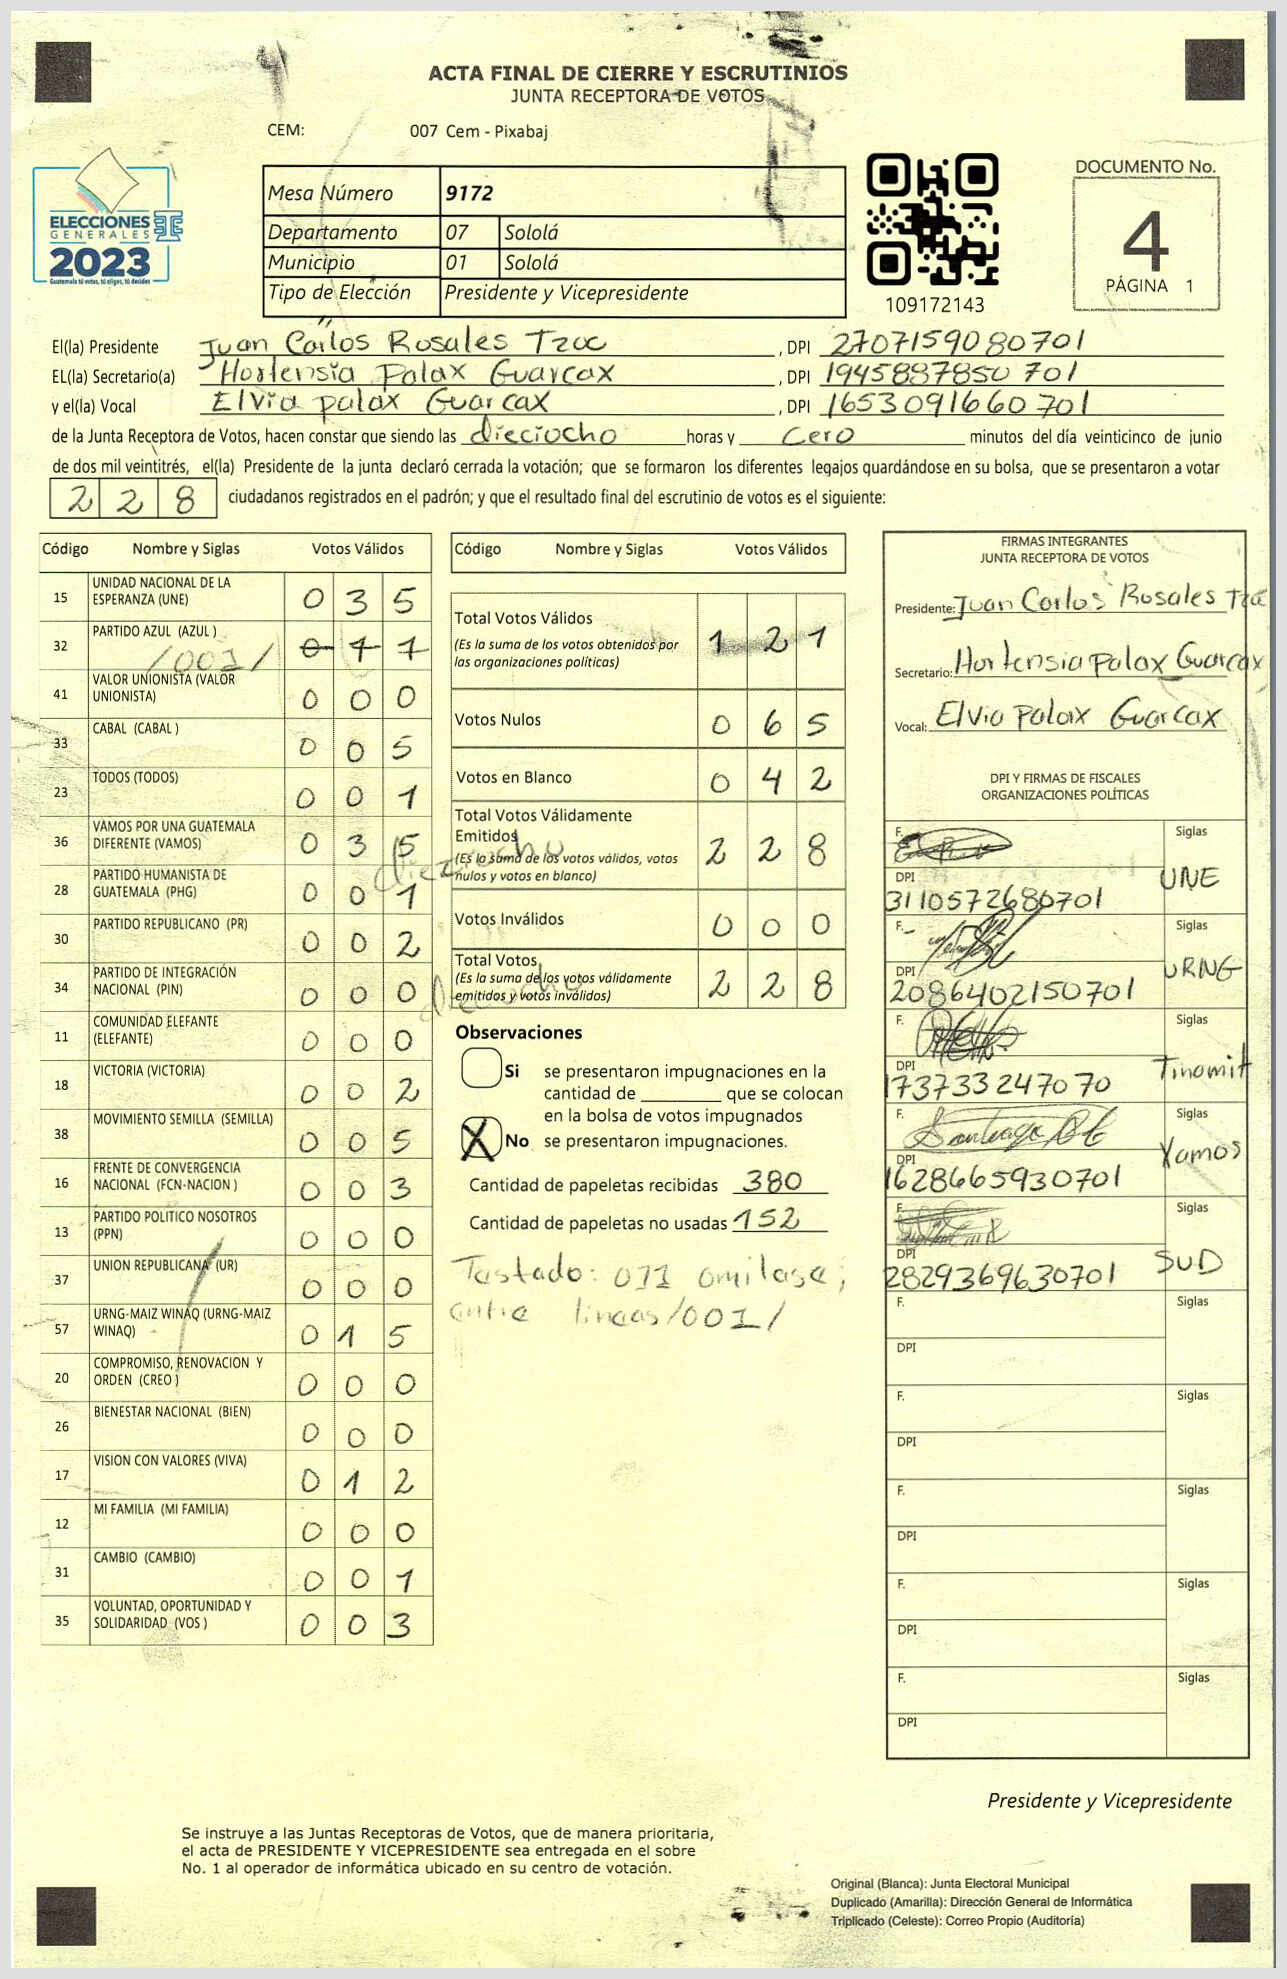 ACTA FINAL DE CIERRE Y ESCRUTINIOS
JUNTA RECEPTORA DE VOTOS
CEM: 007 Cem - Pixabaj
ELECCIONES
GENERALES
2023
Guatemala tú votas, tú eliges, tú decides
Mesa Número 9172
Departamento 07 Sololá
Municipio 01 Sololá
Tipo de Elección Presidente y Vicepresidente
109172143
DOCUMENTO No.
4
PÁGINA 1
El(la) Presidente Juan Carlos Rosales Tzoc , DPI 2707159080701
EL(la) Secretario(a) Hortensia Palax Guarcax , DPI 1945887850701
y el(la) Vocal Elvia palax Guarcax , DPI 1653091660701
de la Junta Receptora de Votos, hacen constar que siendo las dieciocho horas y cero minutos del día veinticinco de junio
de dos mil veintitrés, el(la) Presidente de la junta declaró cerrada la votación; que se formaron los diferentes legajos guardándose en su bolsa, que se presentaron a votar
228 ciudadanos registrados en el padrón; y que el resultado final del escrutinio de votos es el siguiente:
Código Nombre y Siglas Votos Válidos
15 UNIDAD NACIONAL DE LA ESPERANZA (UNE) 0 3 5
32 PARTIDO AZUL (AZUL ) /001/ 0 1 1
41 VALOR UNIONISTA (VALOR UNIONISTA) 0 0 0
33 CABAL (CABAL ) 0 0 5
23 TODOS (TODOS) 0 0 1
36 VAMOS POR UNA GUATEMALA DIFERENTE (VAMOS) 0 3 5
28 PARTIDO HUMANISTA DE GUATEMALA (PHG) 0 0 1
30 PARTIDO REPUBLICANO (PR) 0 0 2
34 PARTIDO DE INTEGRACIÓN NACIONAL (PIN) 0 0 0
11 COMUNIDAD ELEFANTE (ELEFANTE) 0 0 0
18 VICTORIA (VICTORIA) 0 0 2
38 MOVIMIENTO SEMILLA (SEMILLA) 0 0 5
16 FRENTE DE CONVERGENCIA NACIONAL (FCN-NACION ) 0 0 3
13 PARTIDO POLITICO NOSOTROS (PPN) 0 0 0
37 UNION REPUBLICANA (UR) 0 0 0
57 URNG-MAIZ WINAQ (URNG-MAIZ WINAQ) 0 1 5
20 COMPROMISO, RENOVACION Y ORDEN (CREO ) 0 0 0
26 BIENESTAR NACIONAL (BIEN) 0 0 0
17 VISION CON VALORES (VIVA) 0 1 2
12 MI FAMILIA (MI FAMILIA) 0 0 0
31 CAMBIO (CAMBIO) 0 0 1
35 VOLUNTAD, OPORTUNIDAD Y SOLIDARIDAD (VOS ) 0 0 3
Código Nombre y Siglas Votos Válidos
Total Votos Válidos 1 2 1
(Es la suma de los votos obtenidos por
las organizaciones políticas)
Votos Nulos 0 6 5
Votos en Blanco 0 4 2
Total Votos Válidamente
Emitidos 2 2 8
(Es la suma de los votos válidos, votos
nulos y votos en blanco)
dieciocho
Votos Inválidos 0 0 0
Total Votos 2 2 8
(Es la suma de los votos válidamente
emitidos y votos inválidos)
dieciocho
Observaciones
Si se presentaron impugnaciones en la
cantidad de ________ que se colocan
en la bolsa de votos impugnados
X No se presentaron impugnaciones.
Cantidad de papeletas recibidas 380
Cantidad de papeletas no usadas 152
Testado: 011 omitase;
entre lineas/001/
FIRMAS INTEGRANTES
JUNTA RECEPTORA DE VOTOS
Presidente: Juan Carlos Rosales Tzoc
Secretario: Hortensia palax Guarcax
Vocal: Elvia Palax Guarcax
DPI Y FIRMAS DE FISCALES
ORGANIZACIONES POLÍTICAS
F. Siglas
DPI UNE
3110572680701
F. Siglas
DPI URNG
2086402150701
F. Siglas
DPI Tinamit
173733247070
F. Santiago Siglas
DPI Vamos
1628665930701
F. Siglas
DPI SUD
2829369630701
F. Siglas
DPI
F. Siglas
DPI
F. Siglas
DPI
F. Siglas
DPI
F. Siglas
DPI
Presidente y Vicepresidente
Se instruye a las Juntas Receptoras de Votos, que de manera prioritaria,
el acta de PRESIDENTE Y VICEPRESIDENTE sea entregada en el sobre
No. 1 al operador de informática ubicado en su centro de votación.
Original (Blanca): Junta Electoral Municipal
Duplicado (Amarilla): Dirección General de Informática
Triplicado (Celeste): Correo Propio (Auditoría)